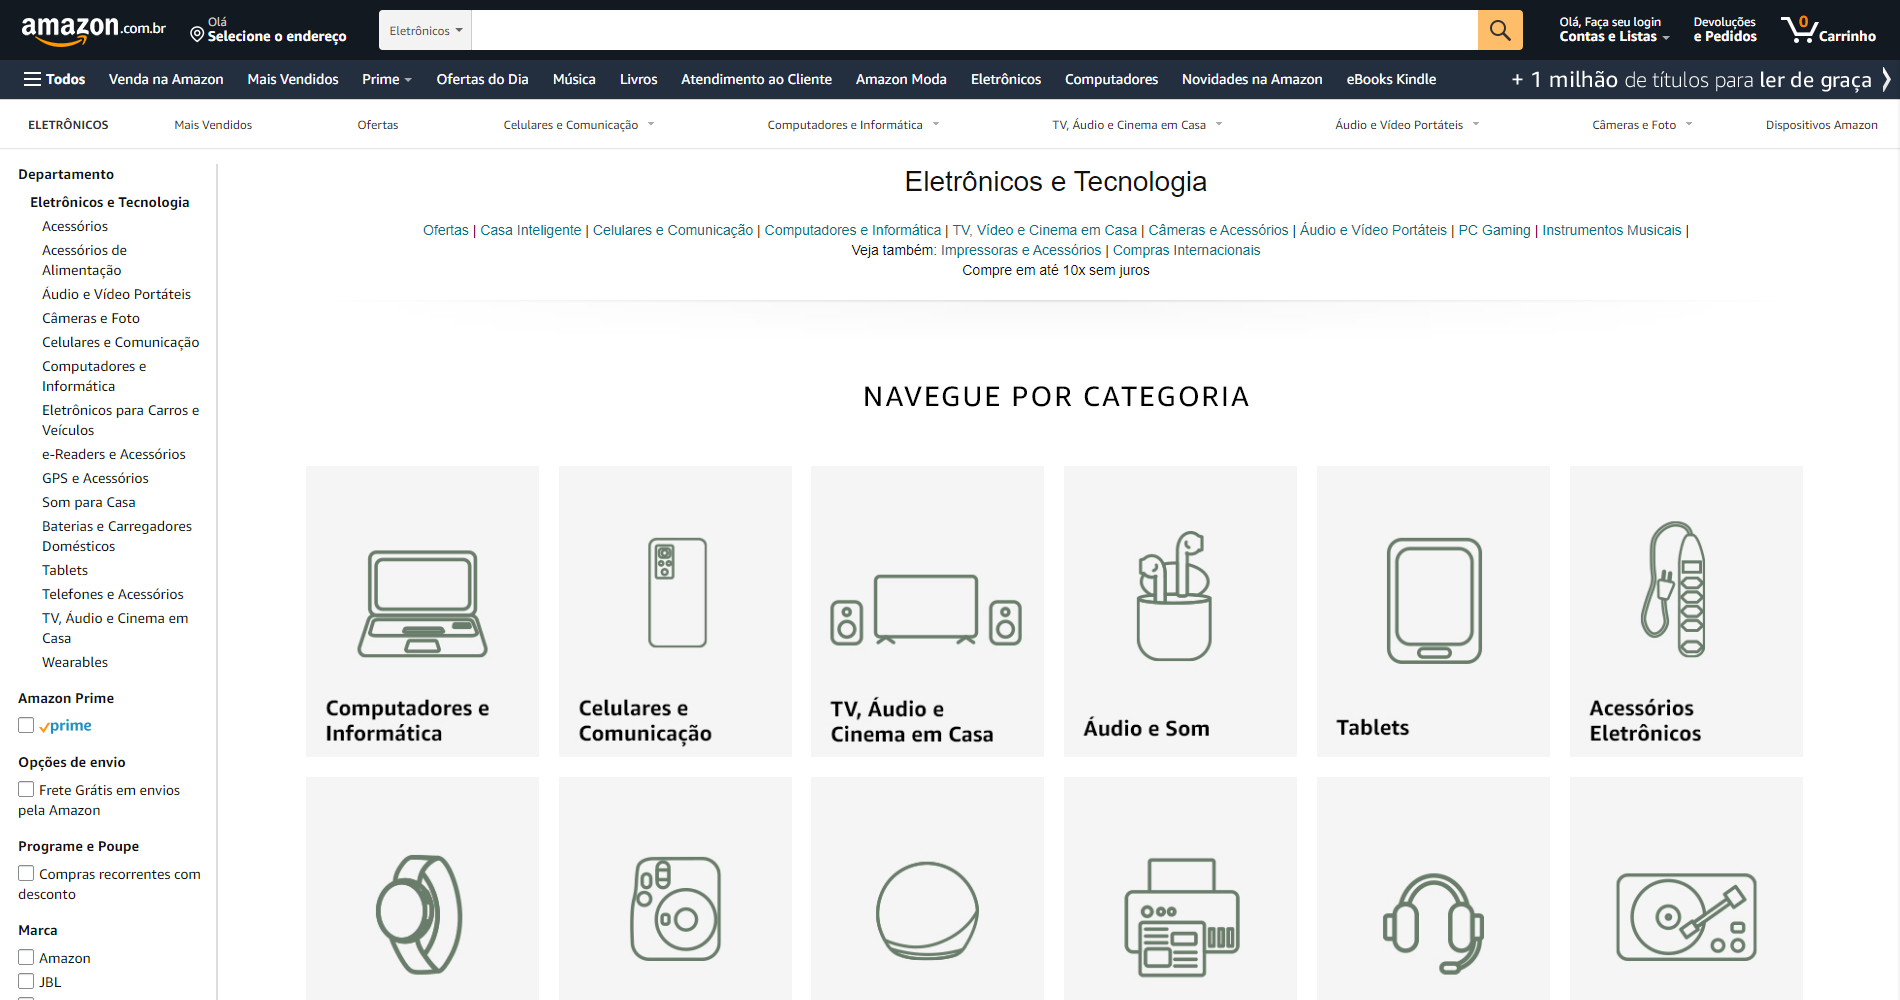 amazon.com.br
Olá
Selecione o endereço
Eletrônicos
Olá, Faça seu login
Contas e Listas
Devoluções
e Pedidos
0
Carrinho
Todos
Venda na Amazon
Mais Vendidos
Prime
Ofertas do Dia
Música
Livros
Atendimento ao Cliente
Amazon Moda
Eletrônicos
Computadores
Novidades na Amazon
eBooks Kindle
+ 1 milhão de títulos para ler de graça
ELETRÔNICOS
Mais Vendidos
Ofertas
Celulares e Comunicação
Computadores e Informática
TV, Áudio e Cinema em Casa
Áudio e Vídeo Portáteis
Câmeras e Foto
Dispositivos Amazon
Departamento
Eletrônicos e Tecnologia
Acessórios
Acessórios de
Alimentação
Áudio e Vídeo Portáteis
Câmeras e Foto
Celulares e Comunicação
Computadores e
Informática
Eletrônicos para Carros e
Veículos
e-Readers e Acessórios
GPS e Acessórios
Som para Casa
Baterias e Carregadores
Domésticos
Tablets
Telefones e Acessórios
TV, Áudio e Cinema em
Casa
Wearables
Amazon Prime
prime
Opções de envio
Frete Grátis em envios
pela Amazon
Programe e Poupe
Compras recorrentes com
desconto
Marca
Amazon
JBL
Eletrônicos e Tecnologia
Ofertas | Casa Inteligente | Celulares e Comunicação | Computadores e Informática | TV, Vídeo e Cinema em Casa | Câmeras e Acessórios | Áudio e Vídeo Portáteis | PC Gaming | Instrumentos Musicais |
Veja também: Impressoras e Acessórios | Compras Internacionais
Compre em até 10x sem juros
NAVEGUE POR CATEGORIA
Computadores e
Informática
Celulares e
Comunicação
TV, Áudio e
Cinema em Casa
Áudio e Som
Tablets
Acessórios
Eletrônicos